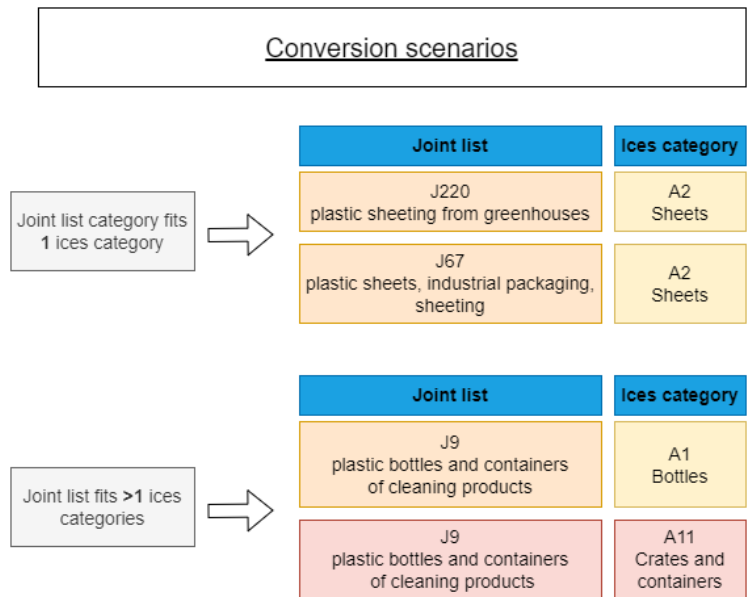 Conversion scenarios
Joint list
Ices category
Joint list category fits
1 ices category
J220
plastic sheeting from greenhouses
A2
Sheets
J67
plastic sheets, industrial packaging,
sheeting
A2
Sheets
Joint list
Ices category
Joint list fits >1 ices
categories
J9
plastic bottles and containers
of cleaning products
A1
Bottles
J9
plastic bottles and containers
of cleaning products
A11
Crates and
containers